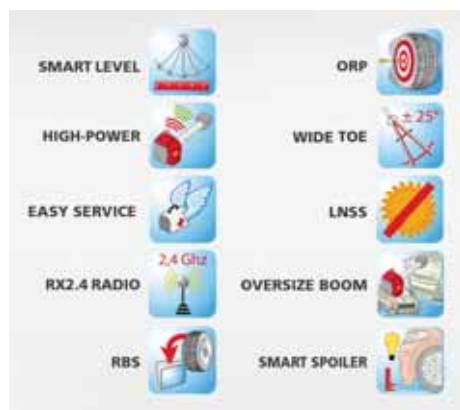 SMART LEVEL
ORP
HIGH-POWER
WIDE TOE
± 25°
EASY SERVICE
LNSS
RX2.4 RADIO
2,4 Ghz
OVERSIZE BOOM
RBS
SMART SPOILER